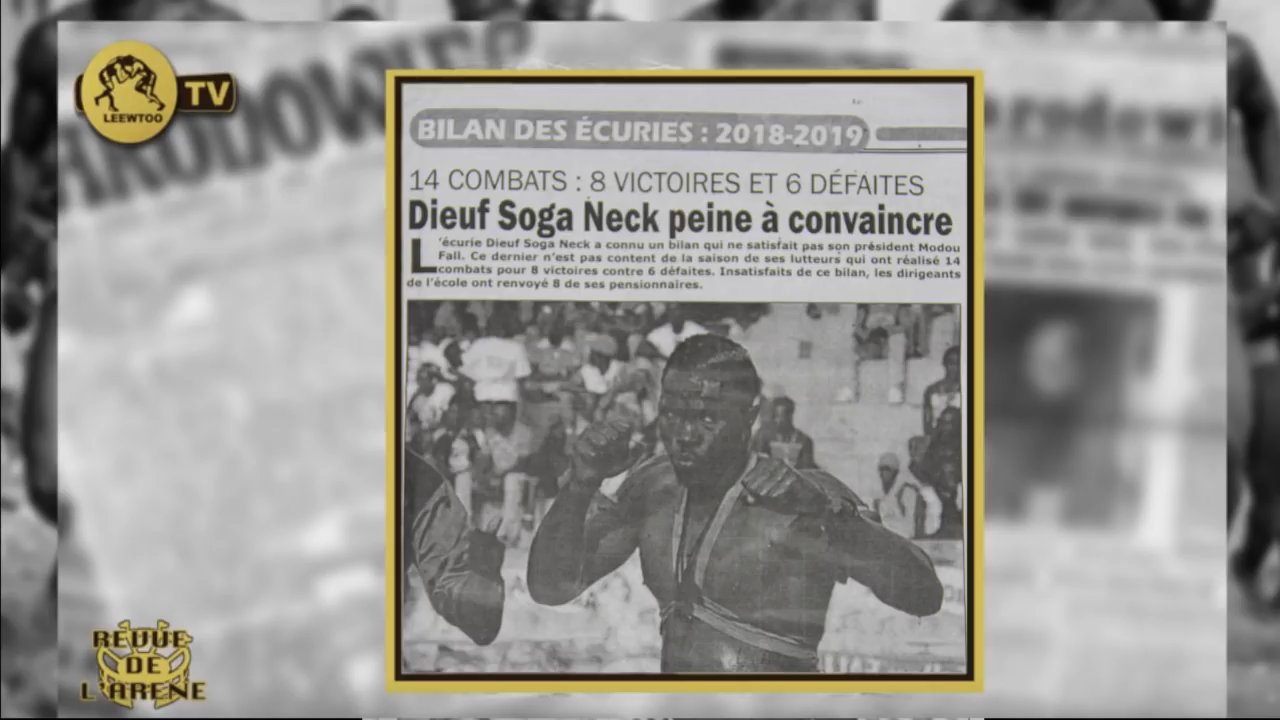 LEEWTOO
TV
BILAN DES ÉCURIES : 2018-2019
14 COMBATS : 8 VICTOIRES ET 6 DÉFAITES
Dieuf Soga Neck peine à convaincre
L'écurie Dieuf Soga Neck a connu un bilan qui ne satisfait pas son président Modou
Fall. Ce dernier n'est pas content de la saison de ses lutteurs qui ont réalisé 14
combats pour 8 victoires contre 6 défaites. Insatisfaits de ce bilan, les dirigeants
de l'école ont renvoyé 8 de ses pensionnaires.
REVUE
DE
L'ARENE